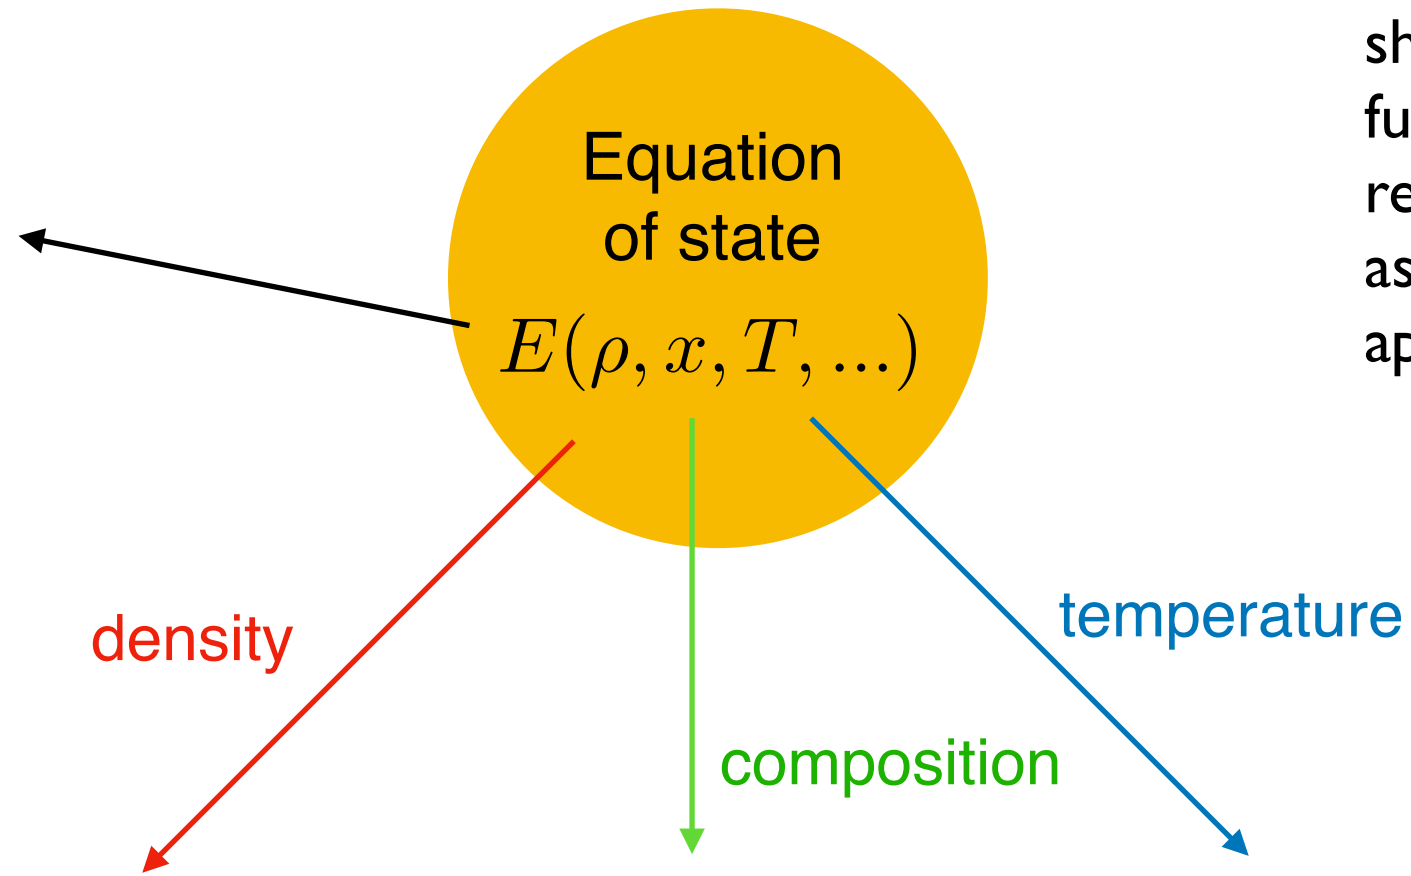 Equation
of state
E(ρ, x, T, ...)
density
temperature
composition